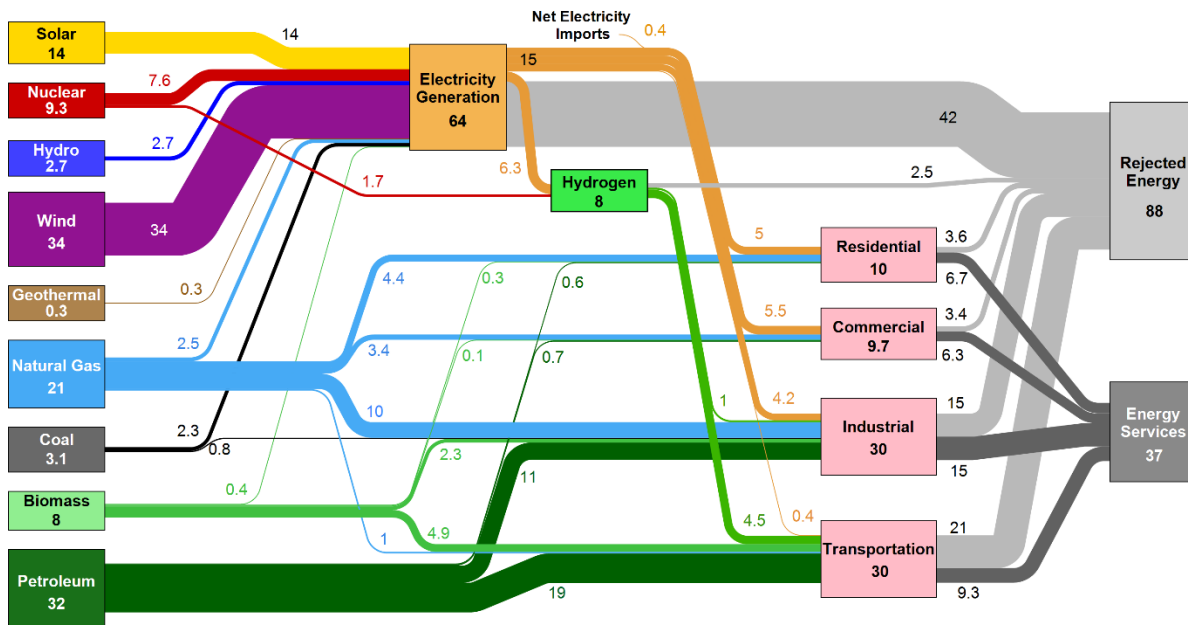 Solar
14
14
Nuclear
9.3
7.6
Hydro
2.7
2.7
Wind
34
34
Geothermal
0.3
0.3
Natural Gas
21
2.5
Coal
3.1
2.3
0.8
Biomass
8
0.4
Petroleum
32
1.7
4.4
3.4
10
1
2.3
4.9
11
19
0.3
0.1
0.6
0.7
Electricity
Generation
64
Net Electricity
Imports
0.4
15
6.3
Hydrogen
8
5
5.5
4.2
0.4
1
4.5
42
2.5
Residential
10
3.6
6.7
Commercial
9.7
3.4
6.3
Industrial
30
15
15
Transportation
30
21
9.3
Rejected
Energy
88
Energy
Services
37